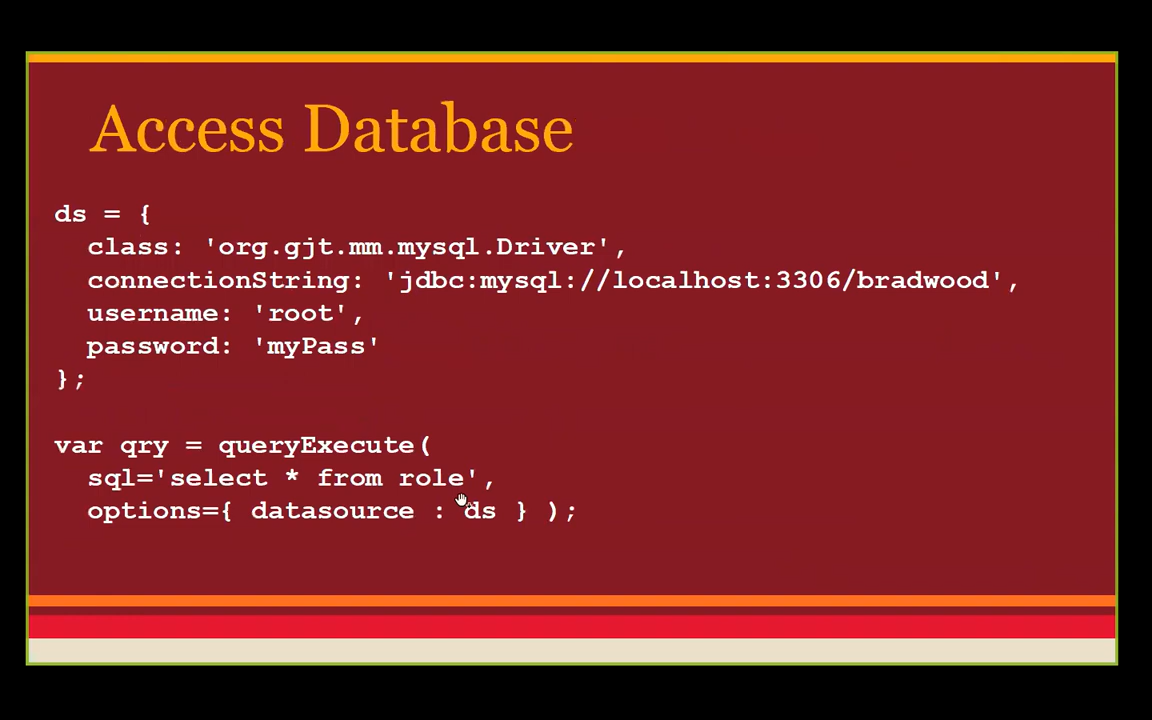 Access Database
ds = {
class: 'org.gjt.mm.mysql.Driver',
connectionString: 'jdbc:mysql://localhost:3306/bradwood',
username: 'root',
password: 'myPass'
};
var qry = queryExecute(
sql='select * from role',
options={ datasource : ds } );